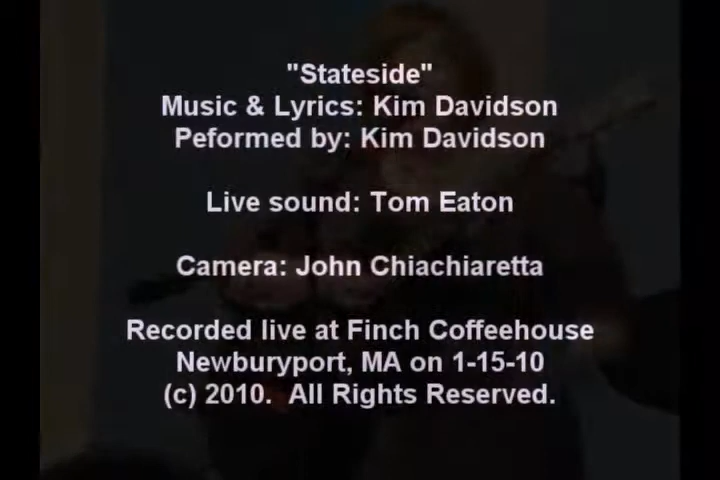 "Stateside"
Music & Lyrics: Kim Davidson
Peformed by: Kim Davidson
Live sound: Tom Eaton
Camera: John Chiachiaretta
Recorded live at Finch Coffeehouse
Newburyport, MA on 1-15-10
(c) 2010.  All Rights Reserved.